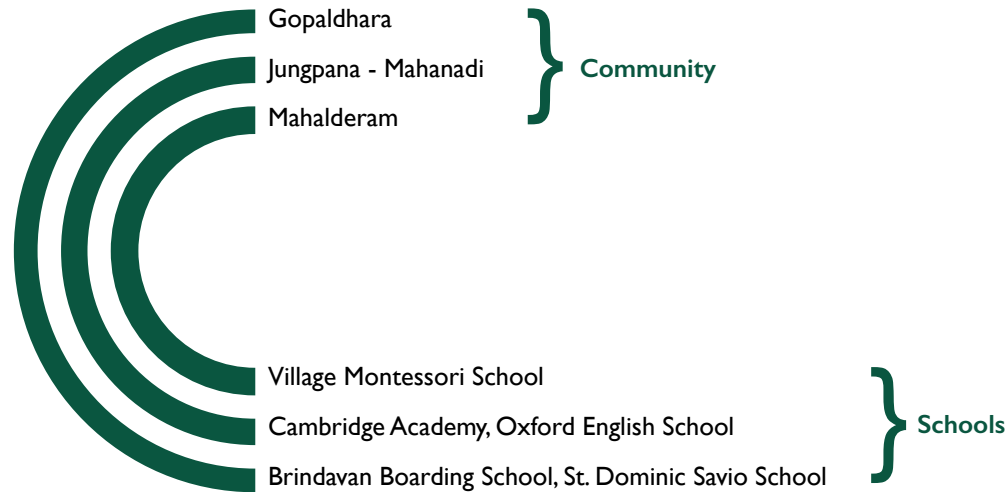 Gopaldhara
Jungpana - Mahanadi
Community
Mahalderam
Village Montessori School
Cambridge Academy, Oxford English School
Schools
Brindavan Boarding School, St. Dominic Savio School